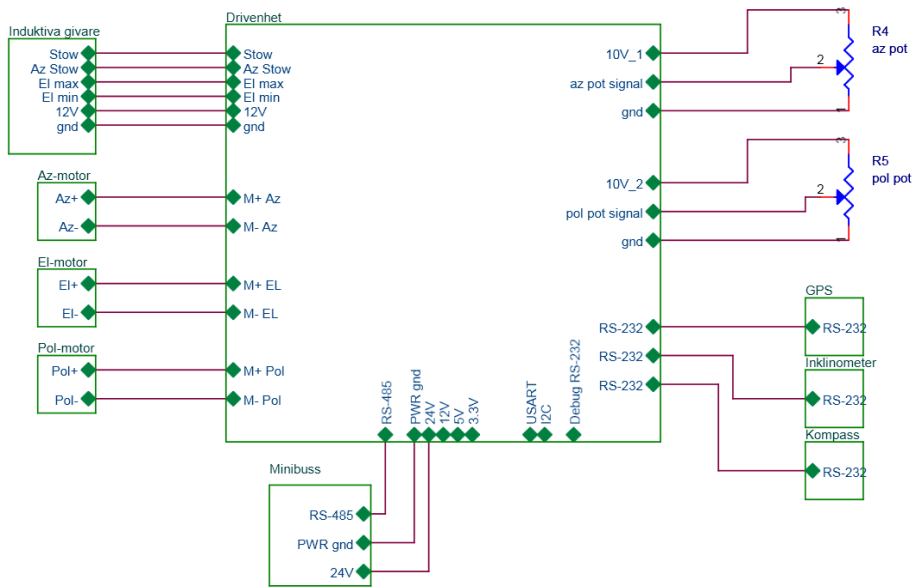 Drivenhet
Induktiva givare
Stow
Az Stow
El max
El min
12V
gnd
Stow
Az Stow
El max
El min
12V
gnd
Az-motor
Az+
Az-
M+ Az
M- Az
El-motor
El+
El-
M+ EL
M- EL
Pol-motor
Pol+
Pol-
M+ Pol
M- Pol
10V_1
az pot signal
gnd
3
2
1
R4
az pot
10V_2
pol pot signal
gnd
3
2
1
R5
pol pot
RS-232
RS-232
RS-232
GPS
RS-232
Inklinometer
RS-232
Kompass
RS-232
RS-485
PWR gnd
24V
12V
5V
3.3V
USART
I2C
Debug RS-232
Minibuss
RS-485
PWR gnd
24V